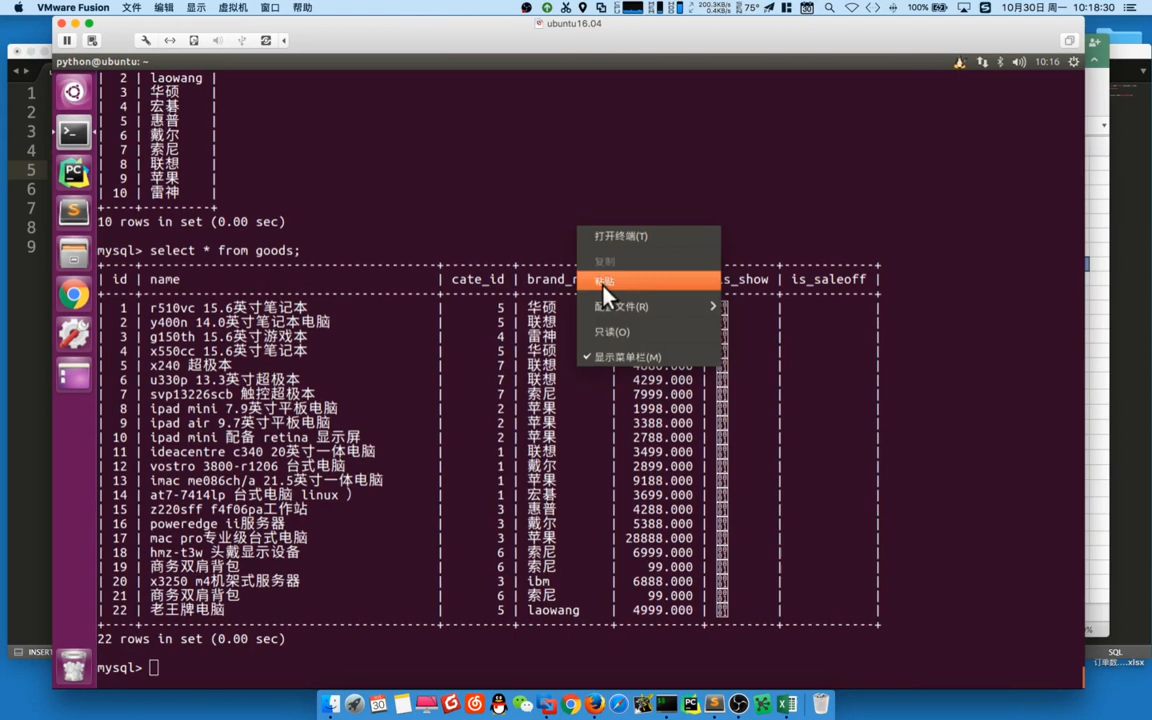 VMware Fusion 文件 编辑 显示 虚拟机 窗口 帮助 200.3KB/s 0.4KB/s 75° 100% 10月30日 周一 10:18:30
ubuntu16.04
python@ubuntu: ~ 10:16
1
2
3
4
5
6
7
8
9
| 2 | laowang |
| 3 | 华硕 |
| 4 | 宏碁 |
| 5 | 惠普 |
| 6 | 戴尔 |
| 7 | 索尼 |
| 8 | 联想 |
| 9 | 苹果 |
| 10 | 雷神 |
+----+---------+
10 rows in set (0.00 sec)
mysql> select * from goods;
| id | name | cate_id | brand_n s_show | is_saleoff |
| 1 | r510vc 15.6英寸笔记本 | 5 | 华硕
| 2 | y400n 14.0英寸笔记本电脑 | 5 | 联想
| 3 | g150th 15.6英寸游戏本 | 4 | 雷神
| 4 | x550cc 15.6英寸笔记本 | 5 | 华硕
| 5 | x240 超极本 | 7 | 联想
| 6 | u330p 13.3英寸超极本 | 7 | 联想 | 4299.000 |
| 7 | svp13226scb 触控超极本 | 7 | 索尼 | 7999.000 |
| 8 | ipad mini 7.9英寸平板电脑 | 2 | 苹果 | 1998.000 |
| 9 | ipad air 9.7英寸平板电脑 | 2 | 苹果 | 3388.000 |
| 10 | ipad mini 配备 retina 显示屏 | 2 | 苹果 | 2788.000 |
| 11 | ideacentre c340 20英寸一体电脑 | 1 | 联想 | 3499.000 |
| 12 | vostro 3800-r1206 台式电脑 | 1 | 戴尔 | 2899.000 |
| 13 | imac me086ch/a 21.5英寸一体电脑 | 1 | 苹果 | 9188.000 |
| 14 | at7-7414lp 台式电脑 linux ） | 1 | 宏碁 | 3699.000 |
| 15 | z220sff f4f06pa工作站 | 3 | 惠普 | 4288.000 |
| 16 | poweredge ii服务器 | 3 | 戴尔 | 5388.000 |
| 17 | mac pro专业级台式电脑 | 3 | 苹果 | 28888.000 |
| 18 | hmz-t3w 头戴显示设备 | 6 | 索尼 | 6999.000 |
| 19 | 商务双肩背包 | 6 | 索尼 | 99.000 |
| 20 | x3250 m4机架式服务器 | 3 | ibm | 6888.000 |
| 21 | 商务双肩背包 | 6 | 索尼 | 99.000 |
| 22 | 老王牌电脑 | 5 | laowang | 4999.000 |
22 rows in set (0.00 sec)
mysql>
打开终端(T)
复制
粘贴
配置文件(R)
只读(O)
显示菜单栏(M)
INSERT
SQL
订单数....xlsx
30